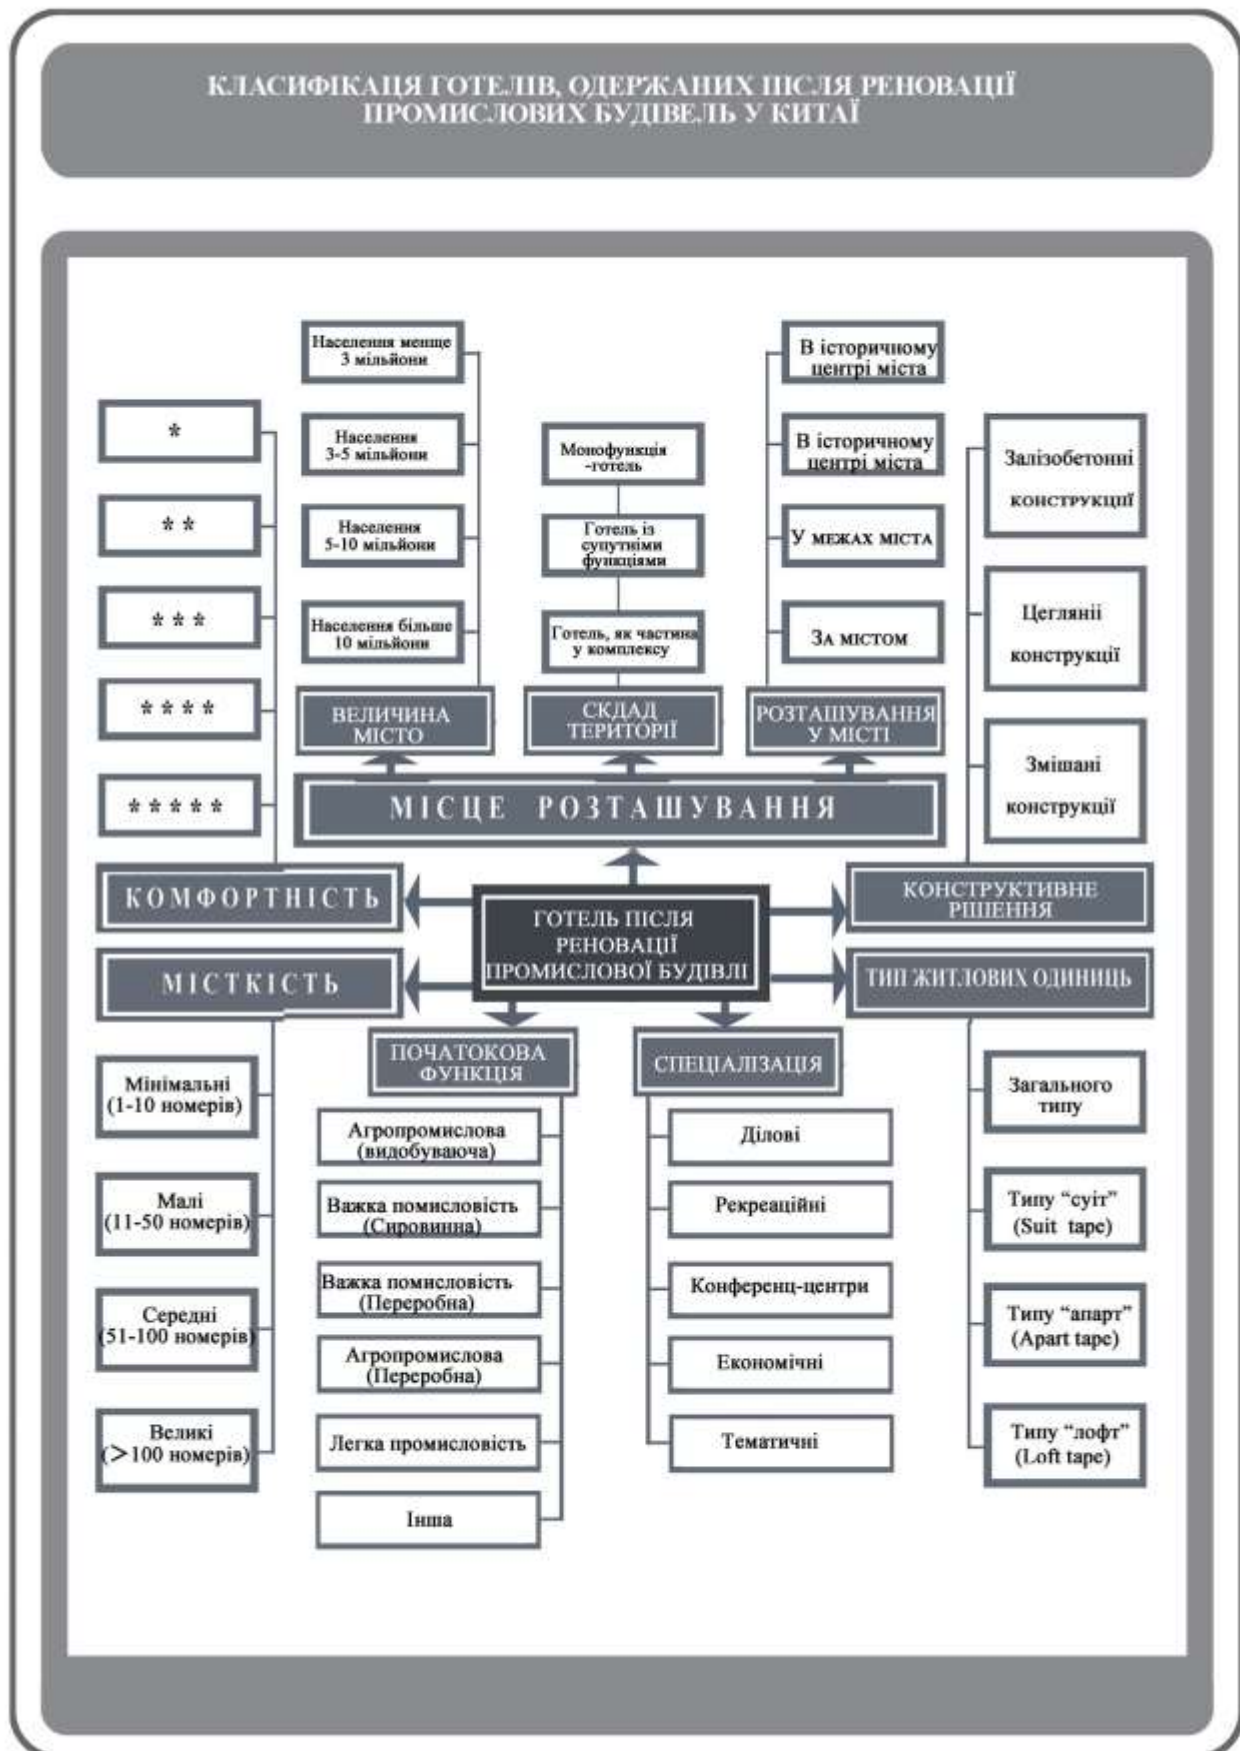 КЛАСИФІКАЦЯ ГОТЕЛІВ, ОДЕРЖАНИХ ПІСЛЯ РЕНОВАЦІЇ
ПРОМИСЛОВИХ БУДІВЕЛЬ У КИТАЇ
*
* *
* * *
* * * *
* * * * *
Населення менще
3 мільйони
Населення
3-5 мільйони
Населення
5-10 мільйони
Населення більше
10 мільйони
Монофункція
-готель
Готель із
супутніми
функціями
Готель, як частина
у комплексу
В історичному
центрі міста
В історичному
центрі міста
У МЕЖАХ МІСТА
ЗА МІСТОМ
Залізобетонні
КОНСТРУКЦІЇ
Цегляніі
конструкції
Змішані
конструкції
ВЕЛИЧИНА
МІСТО
СКДАД
ТЕРИТОРІЇ
РОЗТАШУВАННЯ
У МІСТІ
МІСЦЕ РОЗТАШУВАННЯ
КОМФОРТНІСТЬ
ГОТЕЛЬ ПІСЛЯ
РЕНОВАЦІЇ
ПРОМИСЛОВОЇ БУДІВЛІ
КОНСТРУКТИВНЕ
РІШЕННЯ
МІСТКІСТЬ
ТИП ЖИТЛОВИХ ОДИНИЦЬ
ПОЧАТОКОВА
ФУНКЦІЯ
СПЕЦІАЛІЗАЦІЯ
Мінімальні
(1-10 номерів)
Малі
(11-50 номерів)
Середні
(51-100 номерів)
Великі
(>100 номерів)
Агропромислова
(видобуваюча)
Важка помисловість
(Сировинна)
Важка помисловість
(Переробна)
Агропромислова
(Переробна)
Легка промисловість
Інша
Ділові
Рекреаційні
Конференц-центри
Економічні
Тематичні
Загального
типу
Типу “суіт”
(Suit tape)
Типу “апарт”
(Apart tape)
Типу “лофт”
(Loft tape)